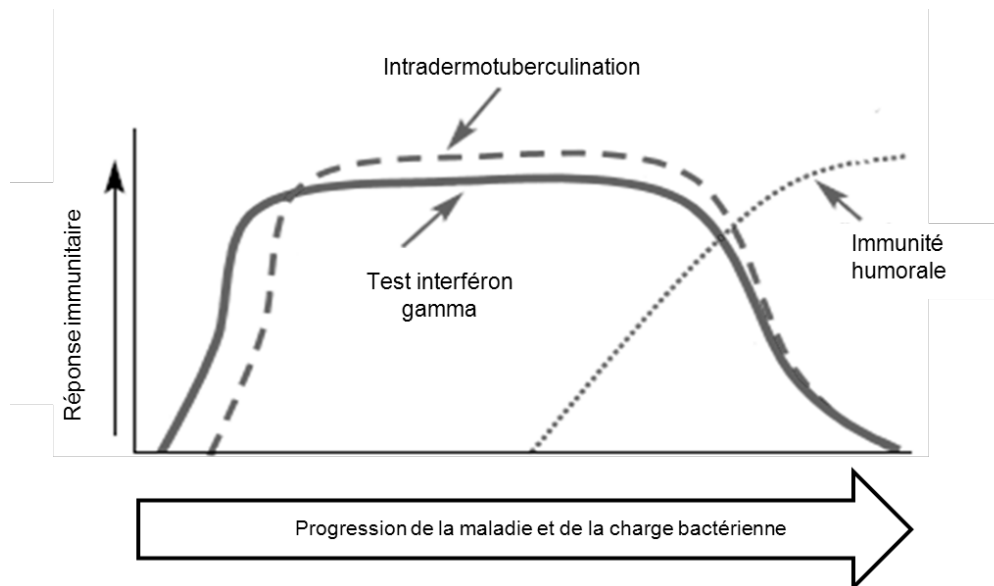 Intradermotuberculination
Réponse immunitaire
Test interféron
gamma
Immunité
humorale
Progression de la maladie et de la charge bactérienne